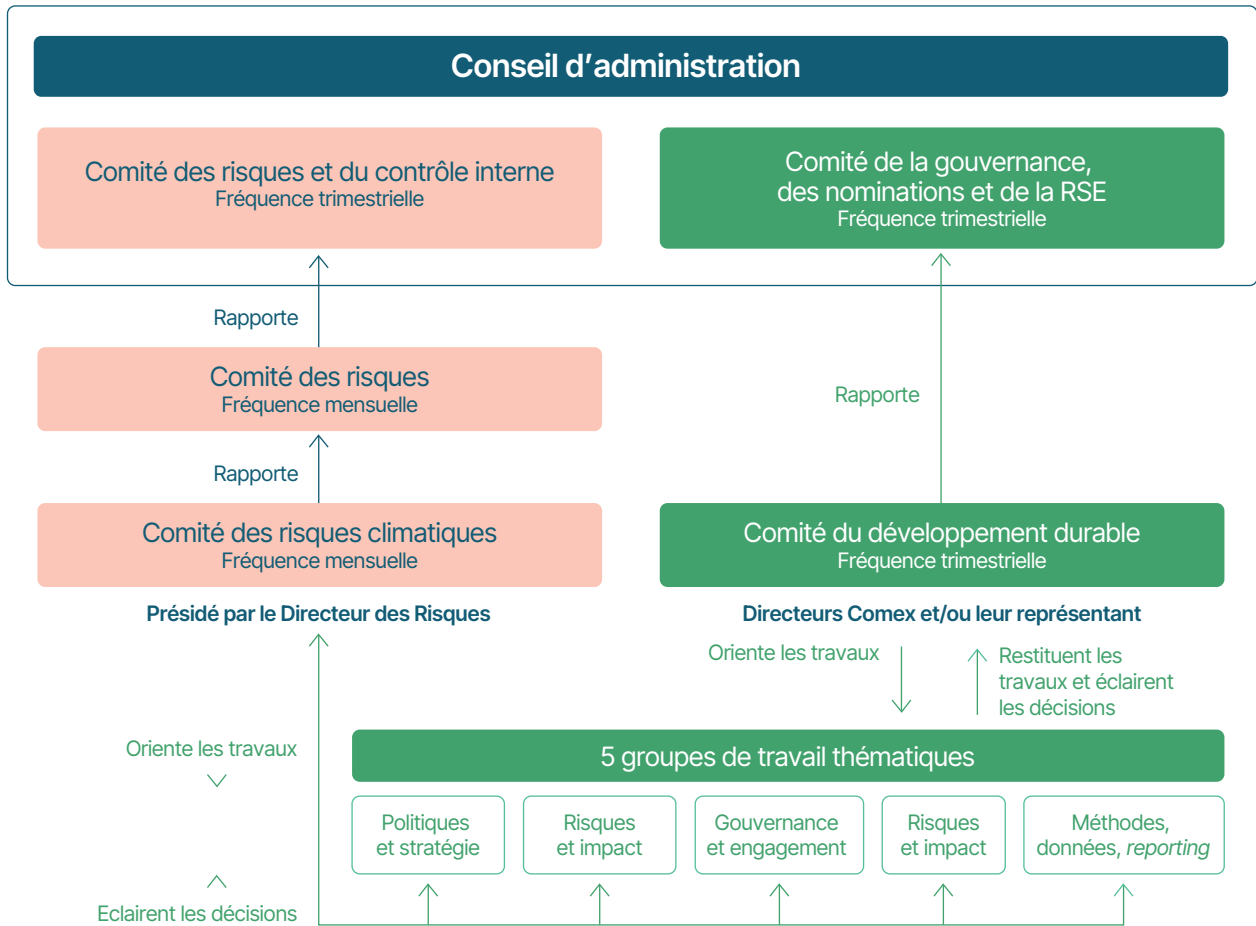 Conseil d'administration
Comité des risques et du contrôle interne
Fréquence trimestrielle
Comité de la gouvernance,
des nominations et de la RSE
Fréquence trimestrielle
Rapporte
Comité des risques
Fréquence mensuelle
Rapporte
Rapporte
Comité des risques climatiques
Fréquence mensuelle
Présidé par le Directeur des Risques
Comité du développement durable
Fréquence trimestrielle
Directeurs Comex et/ou leur représentant
Oriente les travaux
Restituent les
travaux et éclairent
les décisions
Oriente les travaux
Eclairent les décisions
5 groupes de travail thématiques
Politiques
et stratégie
Risques
et impact
Gouvernance
et engagement
Risques
et impact
Méthodes,
données, reporting